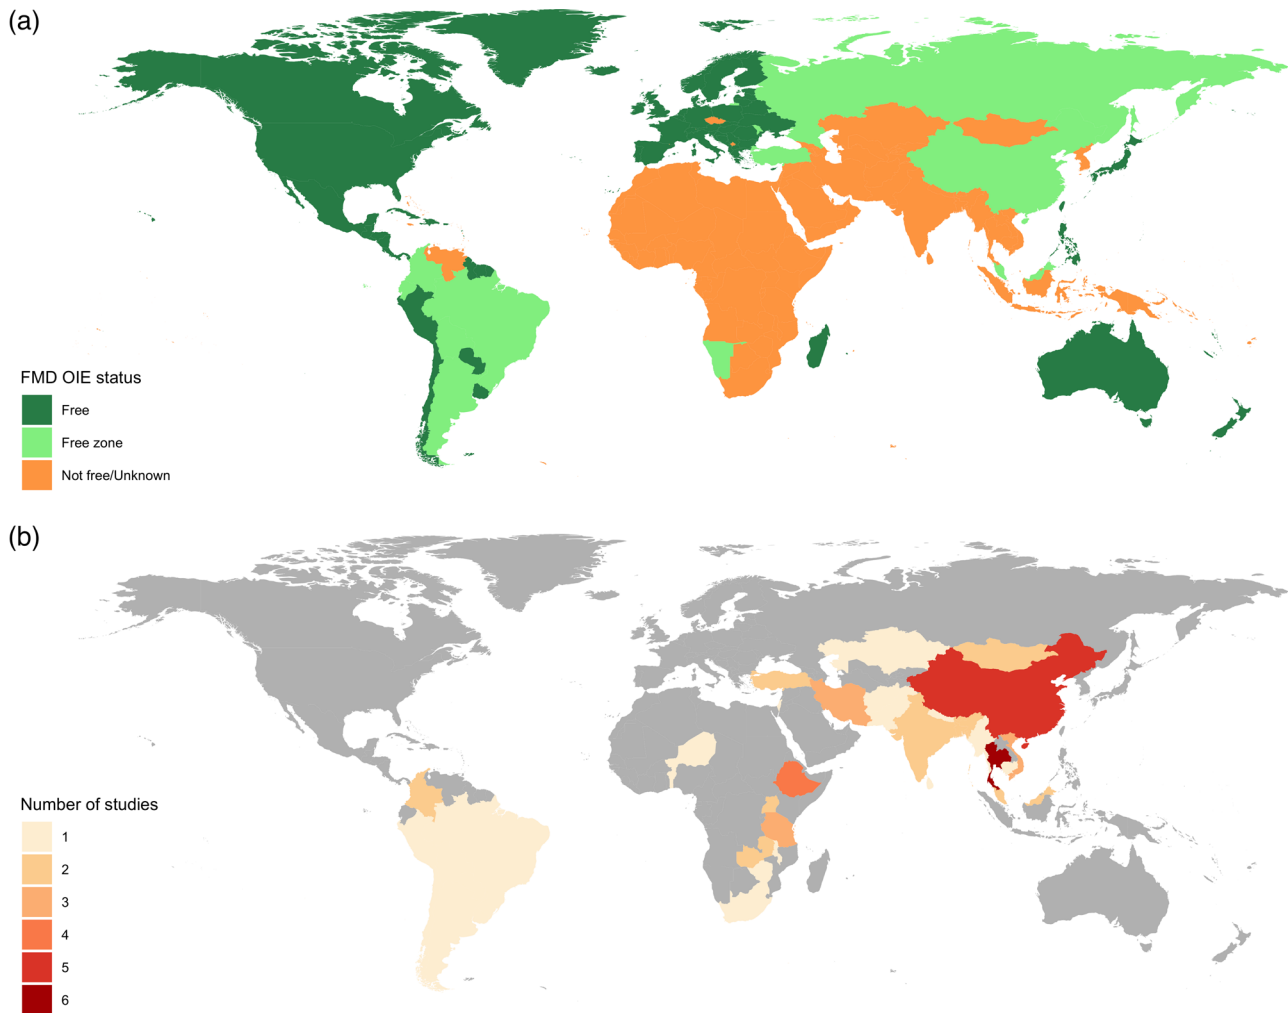 (a)
FMD OIE status
Free
Free zone
Not free/Unknown
(b)
Number of studies
1
2
3
4
5
6